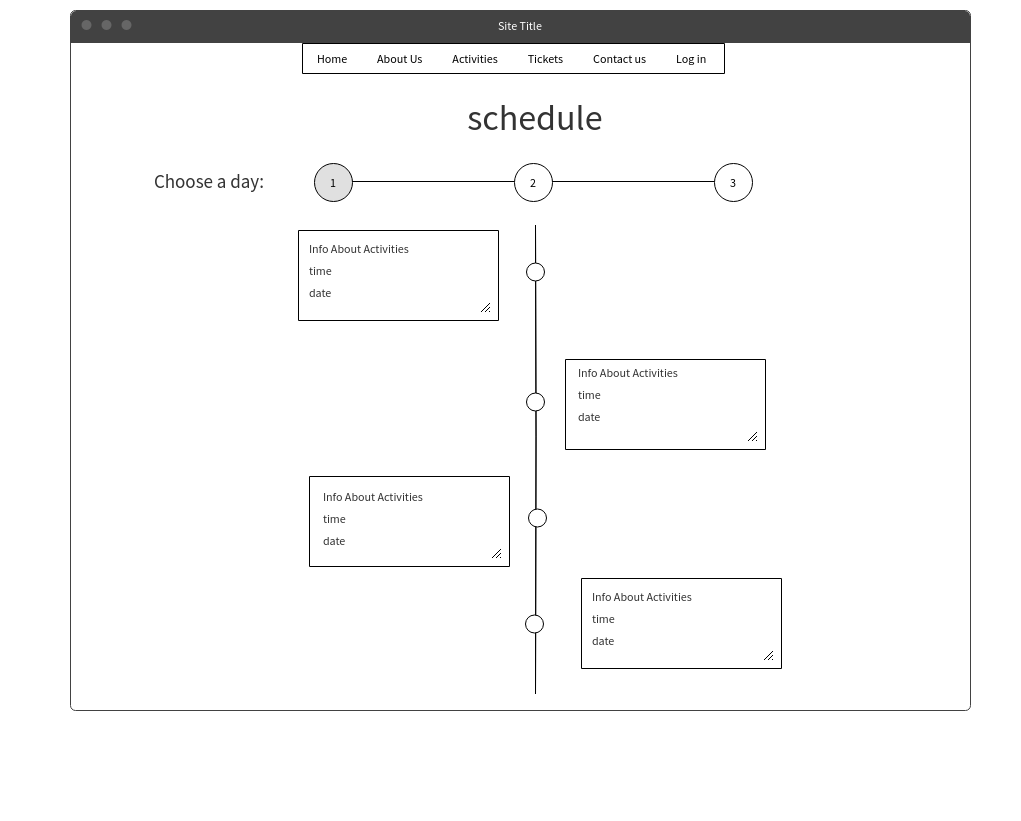 Site Title
Home About Us Activities Tickets Contact us Log in
schedule
Choose a day: 1 2 3
Info About Activities
time
date
Info About Activities
time
date
Info About Activities
time
date
Info About Activities
time
date